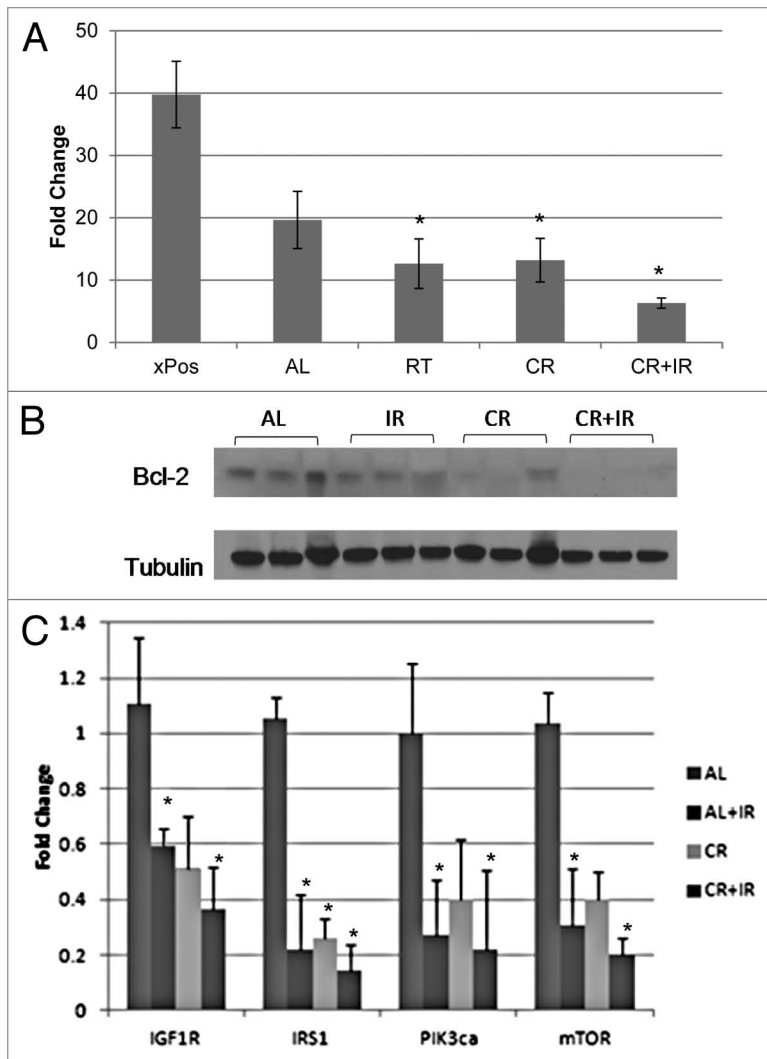 A
50
40
30
20
10
0
Fold Change
*
*
*
xPos AL RT CR CR+IR
B
AL IR CR CR+IR
Bcl-2
Tubulin
C
1.4
1.2
1
0.8
0.6
0.4
0.2
0
Fold Change
*
*
*
*
*
*
*
*
*
IGF1R IRS1 PIK3ca mTOR
AL
AL+IR
CR
CR+IR